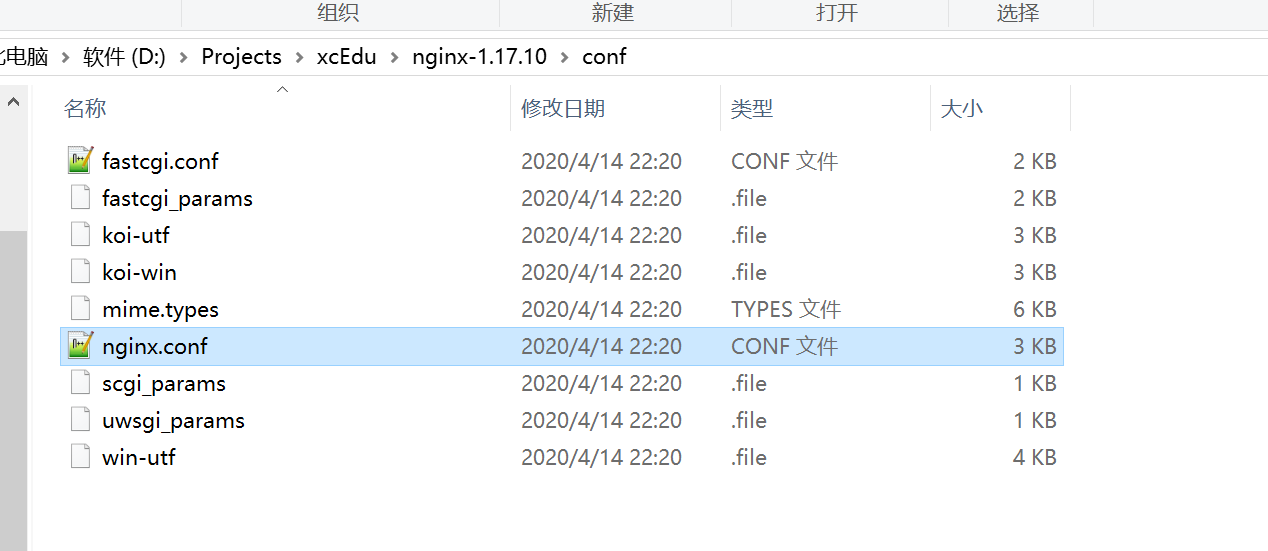 组织 新建 打开 选择
电脑 > 软件 (D:) > Projects > xcEdu > nginx-1.17.10 > conf
名称 修改日期 类型 大小
fastcgi.conf 2020/4/14 22:20 CONF 文件 2 KB
fastcgi_params 2020/4/14 22:20 .file 2 KB
koi-utf 2020/4/14 22:20 .file 3 KB
koi-win 2020/4/14 22:20 .file 3 KB
mime.types 2020/4/14 22:20 TYPES 文件 6 KB
nginx.conf 2020/4/14 22:20 CONF 文件 3 KB
scgi_params 2020/4/14 22:20 .file 1 KB
uwsgi_params 2020/4/14 22:20 .file 1 KB
win-utf 2020/4/14 22:20 .file 4 KB